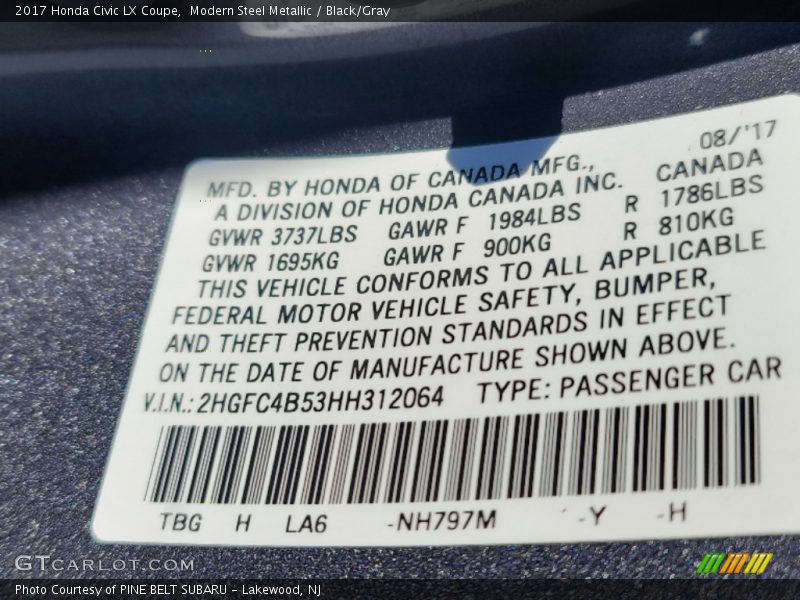 2017 Honda Civic LX Coupe,  Modern Steel Metallic / Black/Gray
08/'17
MFD. BY HONDA OF CANADA MFG., CANADA
A DIVISION OF HONDA CANADA INC.
GVWR 3737LBS GAWR F 1984LBS R 1786LBS
GVWR 1695KG GAWR F 900KG R 810KG
THIS VEHICLE CONFORMS TO ALL APPLICABLE
FEDERAL MOTOR VEHICLE SAFETY, BUMPER,
AND THEFT PREVENTION STANDARDS IN EFFECT
ON THE DATE OF MANUFACTURE SHOWN ABOVE.
V.I.N.: 2HGFC4B53HH312064 TYPE: PASSENGER CAR
TBG H LA6 -NH797M -Y -H
GTCARLOT.COM
Photo Courtesy of PINE BELT SUBARU - Lakewood, NJ